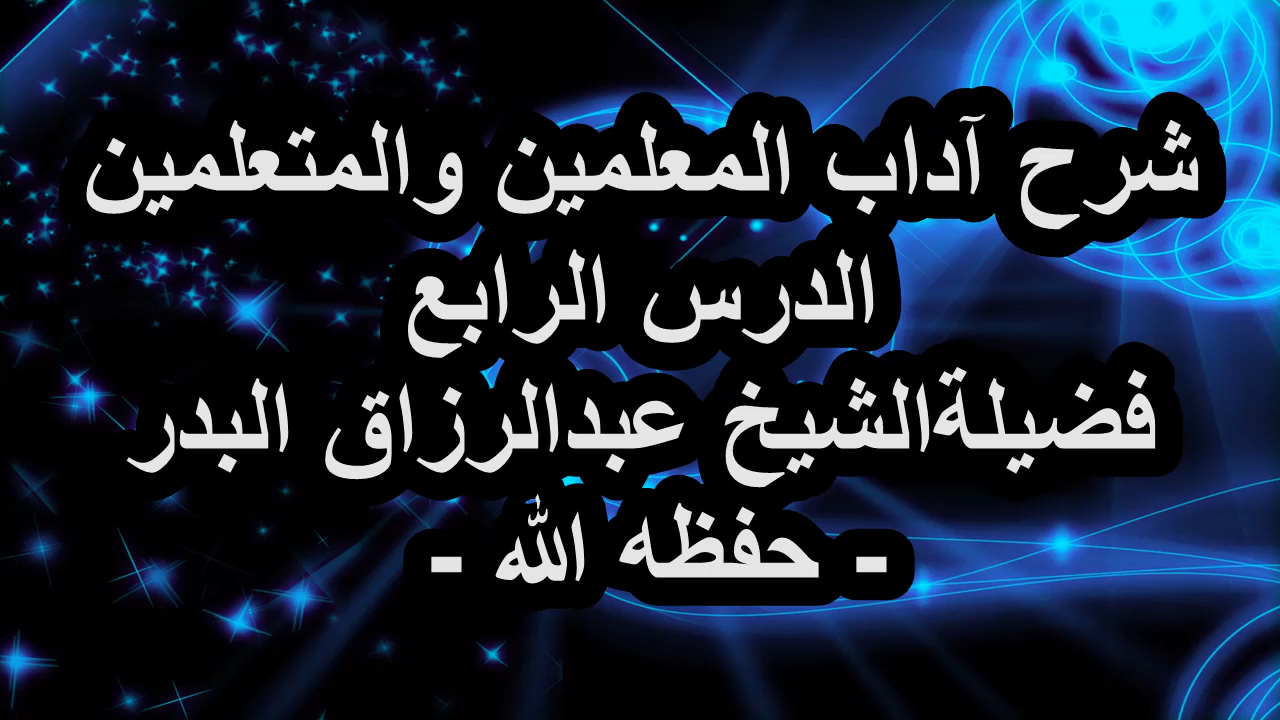 شرح آداب المعلمين والمتعلمين
الدرس الرابع
فضيلةالشيخ عبدالرزاق البدر
- حفظه الله -